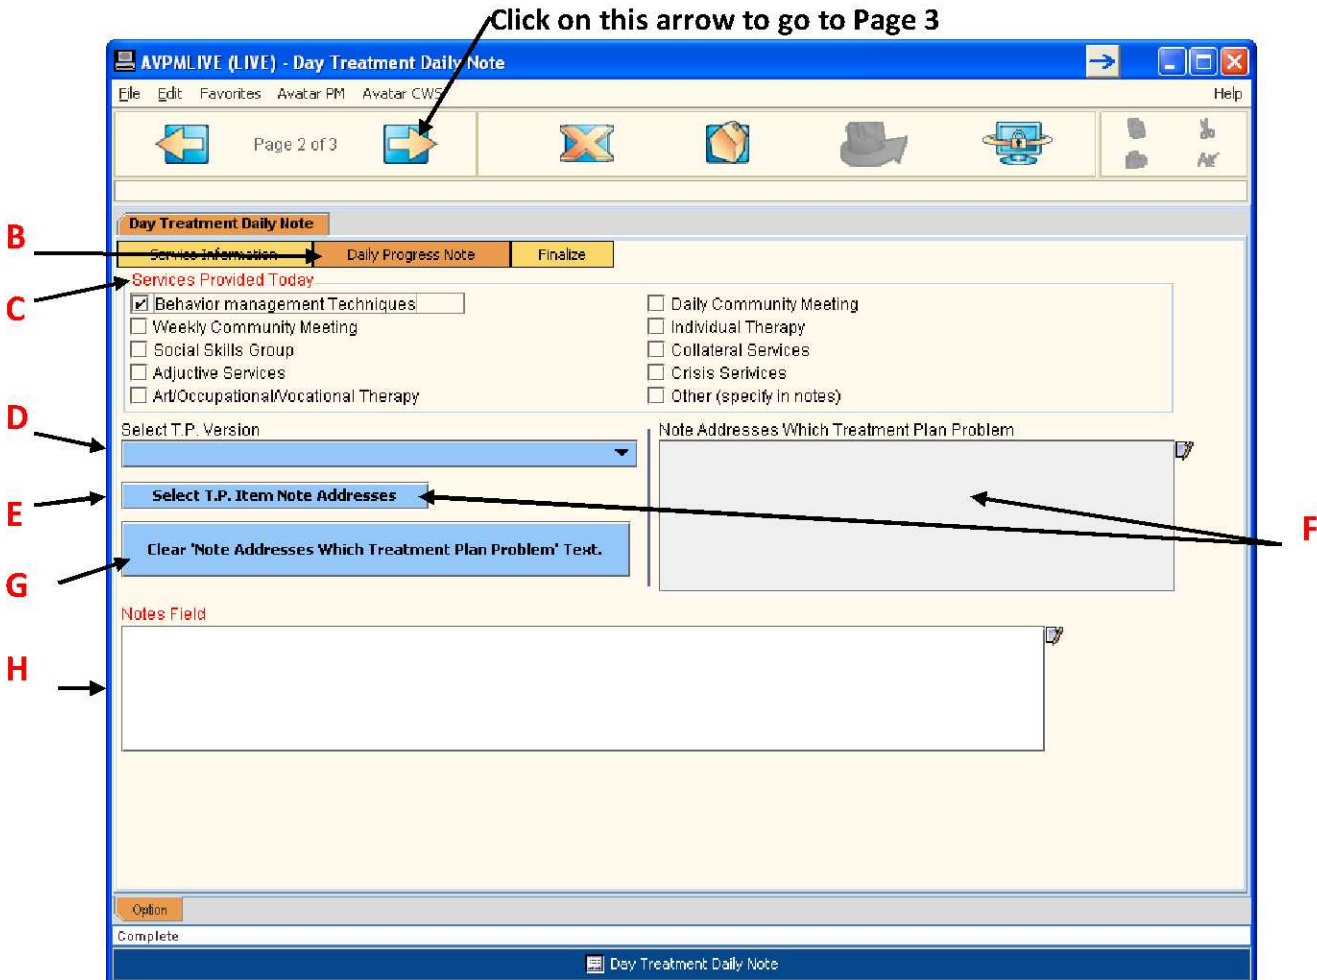 Click on this arrow to go to Page 3
AVPMLIVE (LIVE) - Day Treatment Daily Note
File Edit Favorites Avatar PM Avatar CWS Help
Page 2 of 3
Day Treatment Daily Note
B
Service Information Daily Progress Note Finalize
C
Services Provided Today
Behavior management Techniques Daily Community Meeting
Weekly Community Meeting Individual Therapy
Social Skills Group Collateral Services
Adjuctive Services Crisis Serivices
Art/Occupational/Vocational Therapy Other (specify in notes)
D
Select T.P. Version Note Addresses Which Treatment Plan Problem
E
Select T.P. Item Note Addresses
F
Clear 'Note Addresses Which Treatment Plan Problem' Text.
G
Notes Field
H
Option
Complete
Day Treatment Daily Note